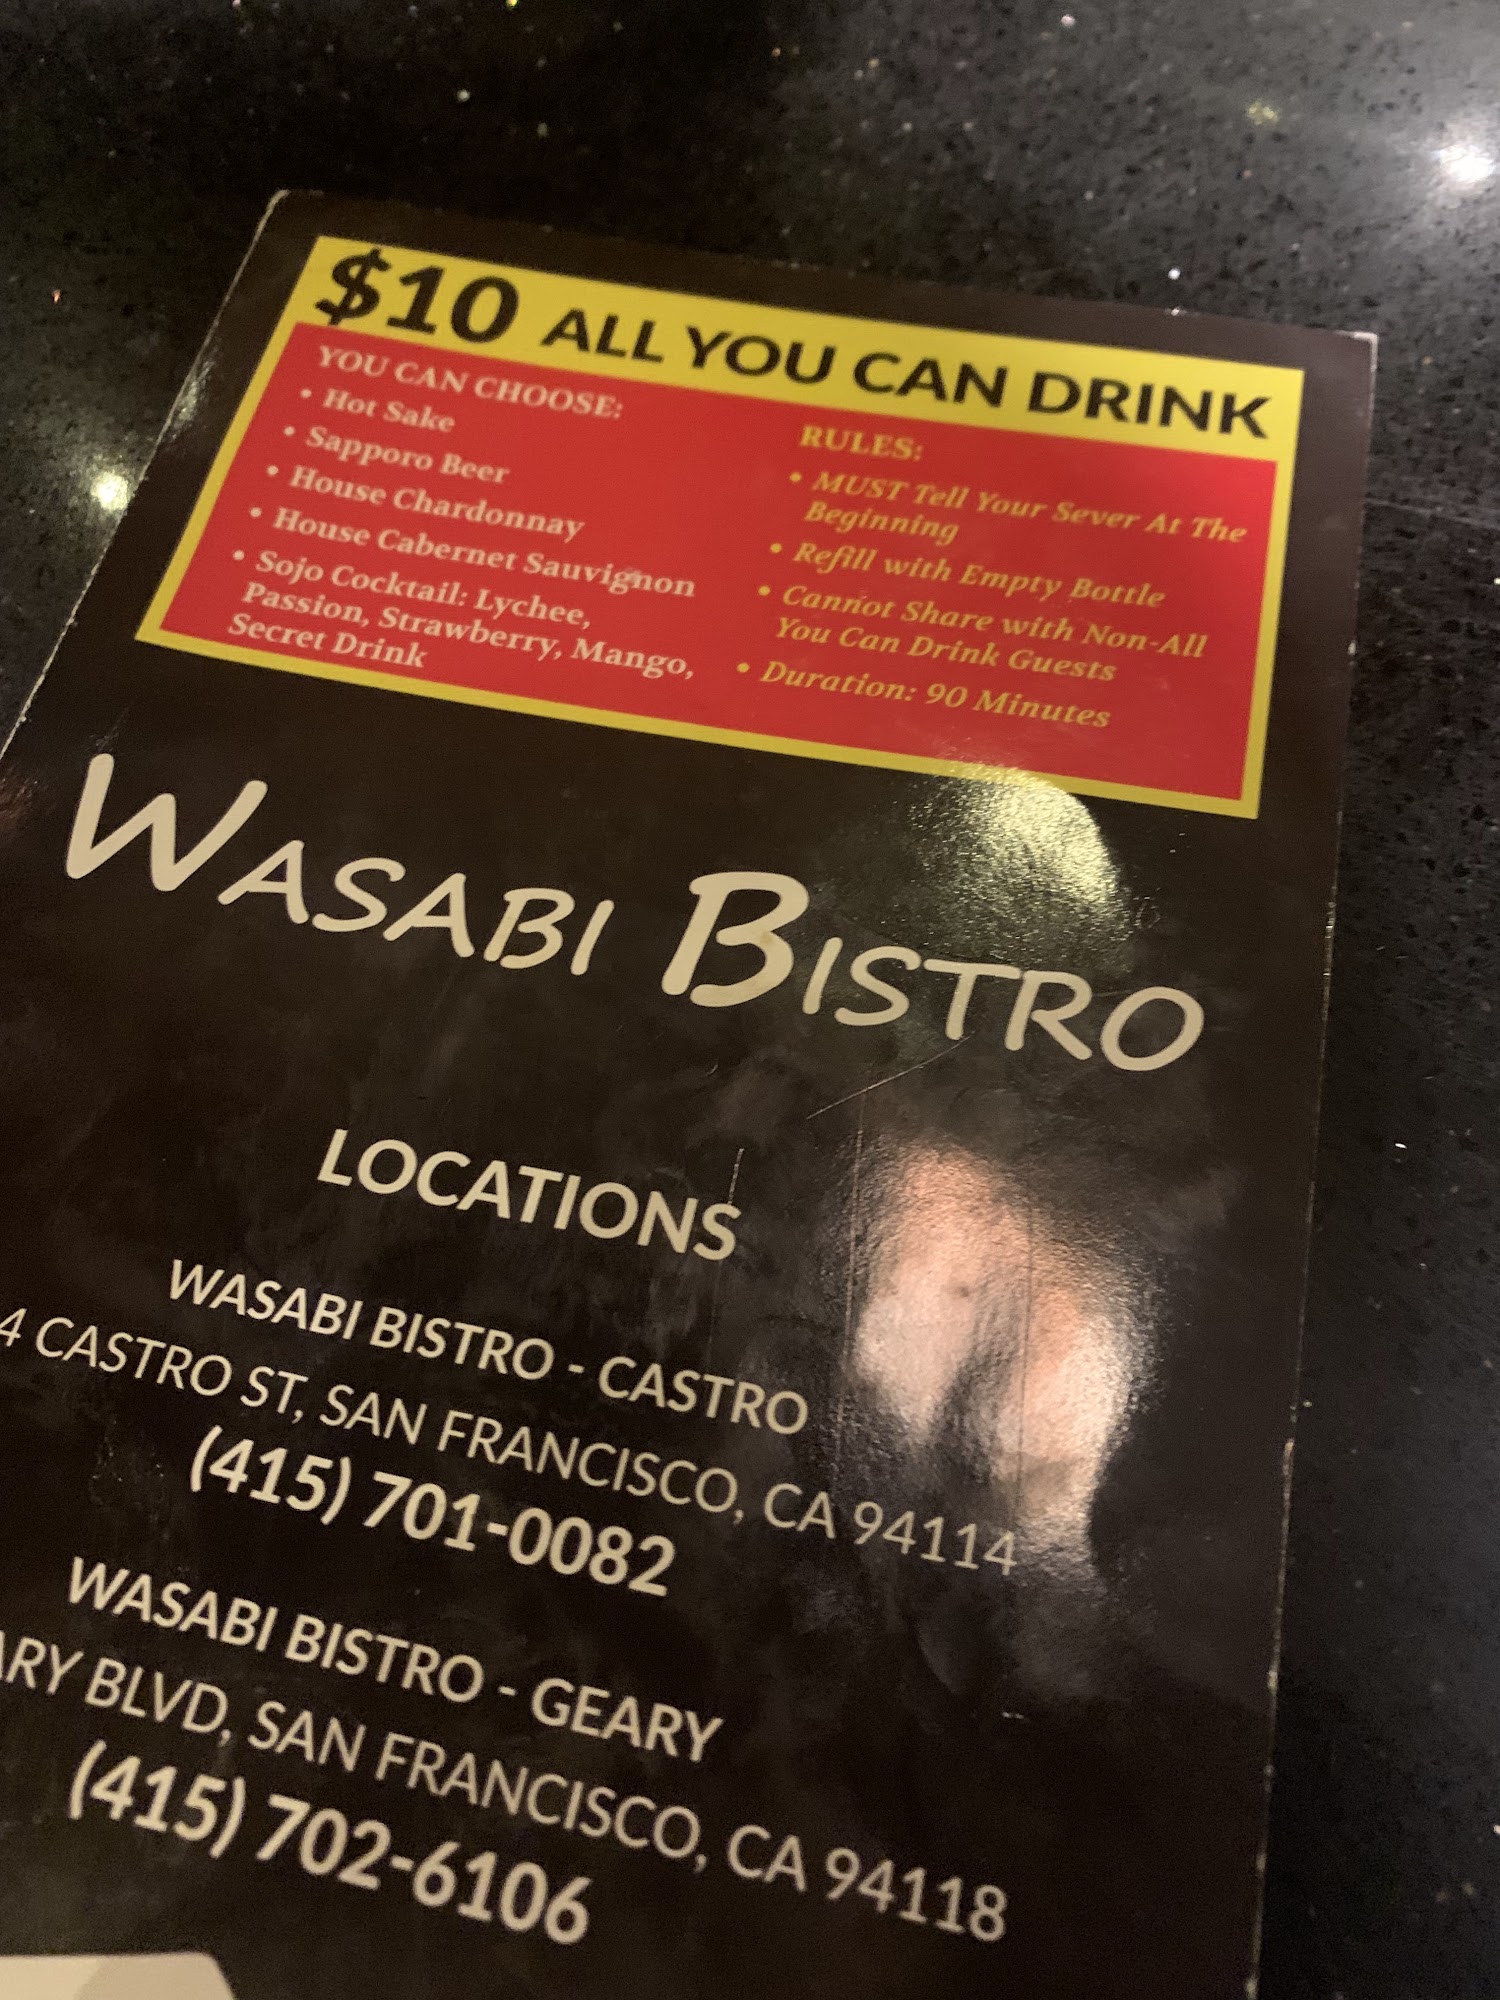 $10 ALL YOU CAN DRINK
YOU CAN CHOOSE:
• Hot Sake
• Sapporo Beer
• House Chardonnay
• House Cabernet Sauvignon
• Sojo Cocktail: Lychee,
Passion, Strawberry, Mango,
Secret Drink
RULES:
• MUST Tell Your Sever At The
Beginning
• Refill with Empty Bottle
• Cannot Share with Non-All
You Can Drink Guests
• Duration: 90 Minutes
WASABI BISTRO
LOCATIONS
WASABI BISTRO - CASTRO
4 CASTRO ST, SAN FRANCISCO, CA 94114
(415) 701-0082
WASABI BISTRO - GEARY
ARY BLVD, SAN FRANCISCO, CA 94118
(415) 702-6106